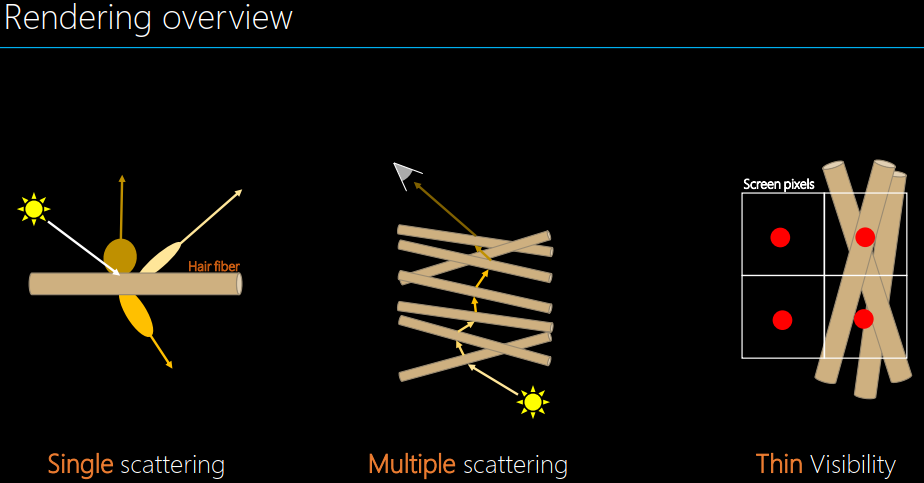 Rendering overview
Screen pixels
Hair fiber
Single scattering
Multiple scattering
Thin Visibility